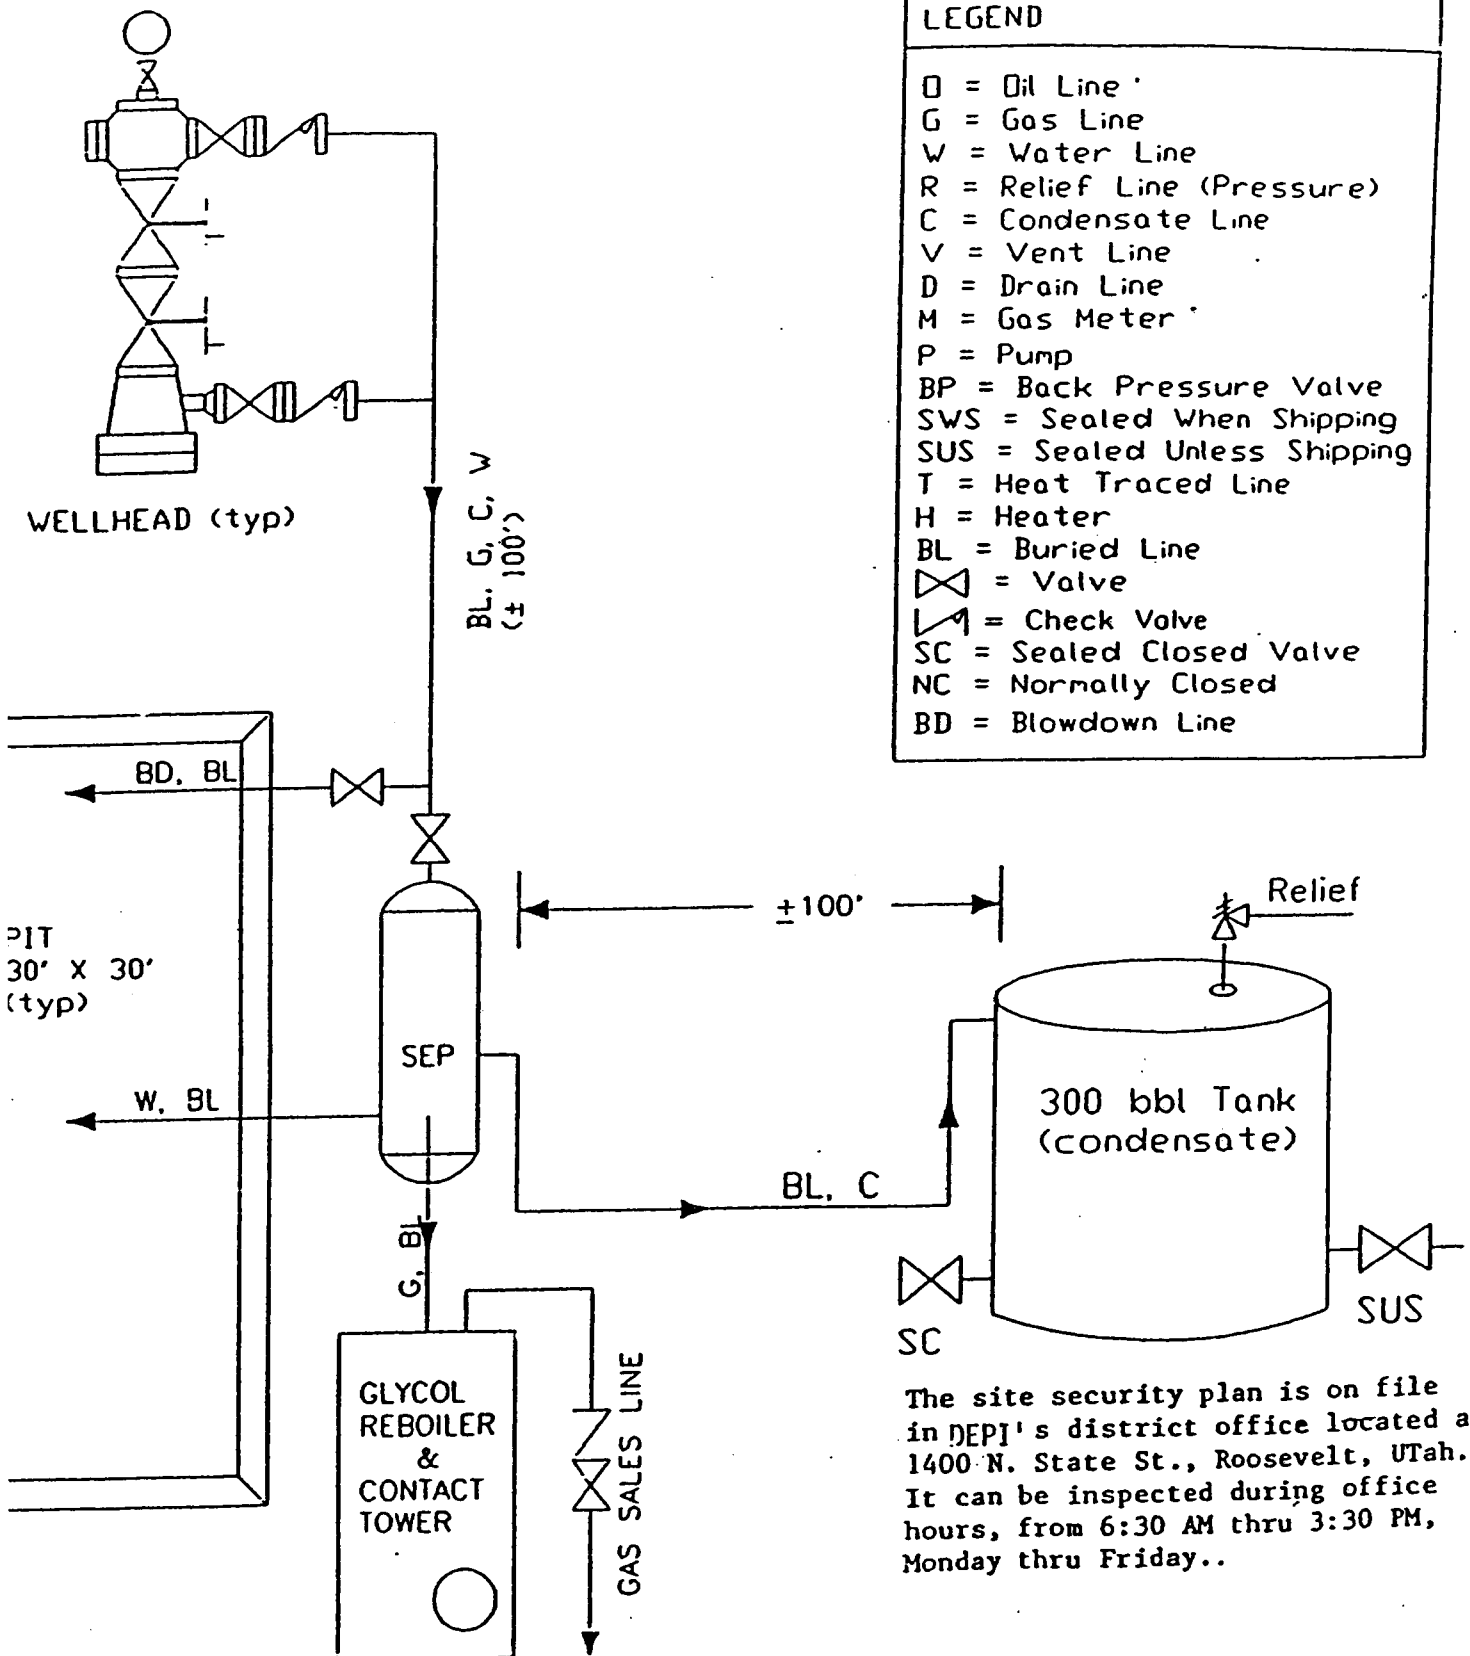 LEGEND
O = Oil Line
G = Gas Line
W = Water Line
R = Relief Line (Pressure)
C = Condensate Line
V = Vent Line
D = Drain Line
M = Gas Meter
P = Pump
BP = Back Pressure Valve
SWS = Sealed When Shipping
SUS = Sealed Unless Shipping
T = Heat Traced Line
H = Heater
BL = Buried Line
= Valve
= Check Valve
SC = Sealed Closed Valve
NC = Normally Closed
BD = Blowdown Line
WELLHEAD (typ)
BL, G, C, W
(± 100')
BD, BL
PIT
30' X 30'
(typ)
±100'
Relief
SEP
W, BL
300 bbl Tank
(condensate)
BL, C
G, BL
SC
SUS
GLYCOL
REBOILER
&
CONTACT
TOWER
GAS SALES LINE
The site security plan is on file
in DEPI's district office located a
1400 N. State St., Roosevelt, UTah.
It can be inspected during office
hours, from 6:30 AM thru 3:30 PM,
Monday thru Friday..